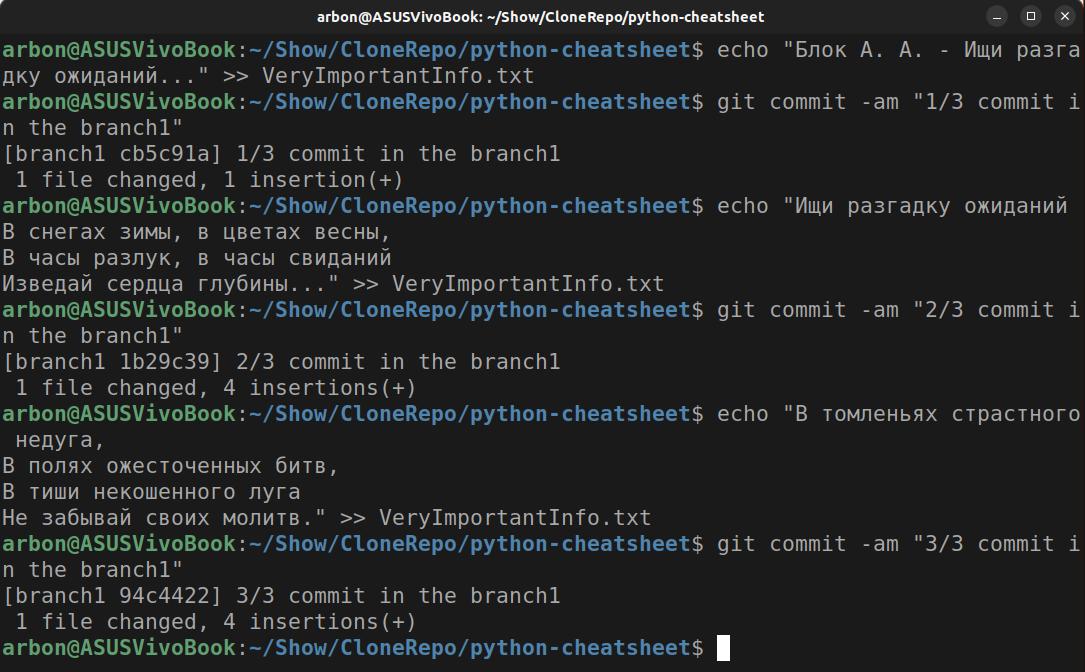 arbon@ASUSVivoBook: ~/Show/CloneRepo/python-cheatsheet
arbon@ASUSVivoBook:~/Show/CloneRepo/python-cheatsheet$ echo "Блок А. А. - Ищи разга
дку ожиданий..." >> VeryImportantInfo.txt
arbon@ASUSVivoBook:~/Show/CloneRepo/python-cheatsheet$ git commit -am "1/3 commit i
n the branch1"
[branch1 cb5c91a] 1/3 commit in the branch1
 1 file changed, 1 insertion(+)
arbon@ASUSVivoBook:~/Show/CloneRepo/python-cheatsheet$ echo "Ищи разгадку ожиданий
В снегах зимы, в цветах весны,
В часы разлук, в часы свиданий
Изведай сердца глубины..." >> VeryImportantInfo.txt
arbon@ASUSVivoBook:~/Show/CloneRepo/python-cheatsheet$ git commit -am "2/3 commit i
n the branch1"
[branch1 1b29c39] 2/3 commit in the branch1
 1 file changed, 4 insertions(+)
arbon@ASUSVivoBook:~/Show/CloneRepo/python-cheatsheet$ echo "В томленьях страстного
 недуга,
В полях ожесточенных битв,
В тиши некошенного луга
Не забывай своих молитв." >> VeryImportantInfo.txt
arbon@ASUSVivoBook:~/Show/CloneRepo/python-cheatsheet$ git commit -am "3/3 commit i
n the branch1"
[branch1 94c4422] 3/3 commit in the branch1
 1 file changed, 4 insertions(+)
arbon@ASUSVivoBook:~/Show/CloneRepo/python-cheatsheet$